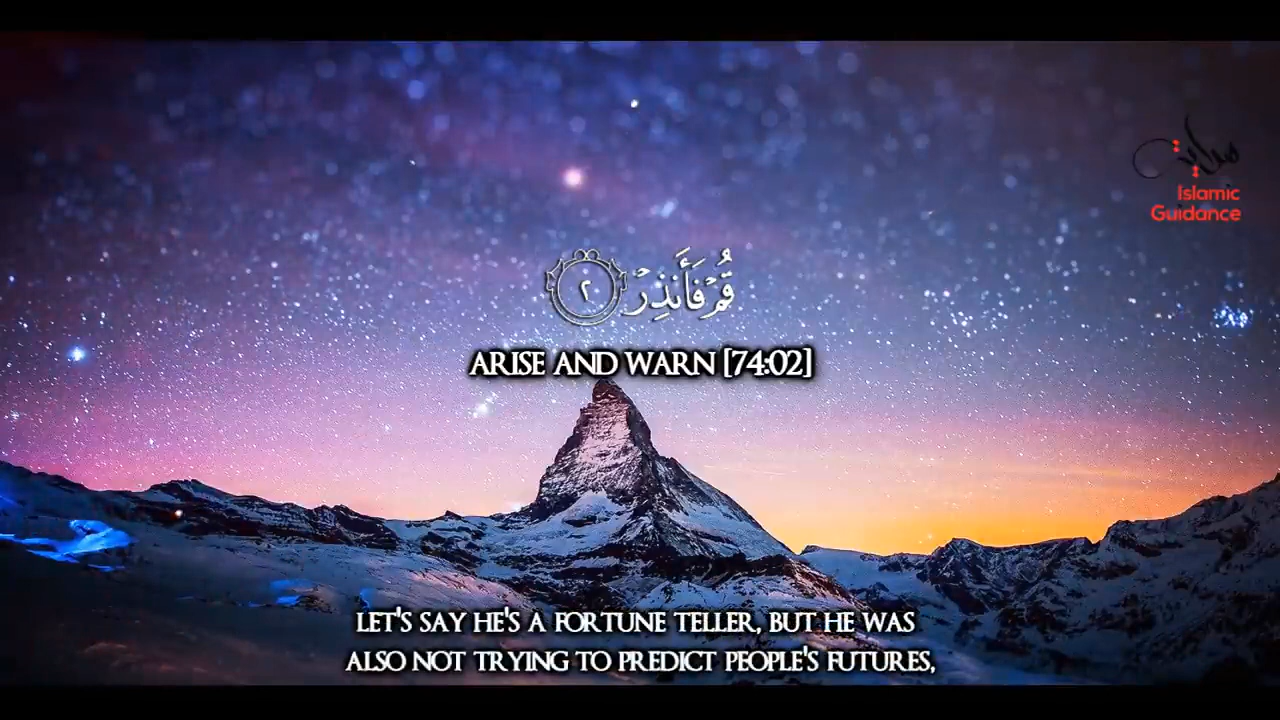 هداية
Islamic
Guidance
قُمْ فَأَنذِرْ ٢
ARISE AND WARN [74:02]
LET'S SAY HE'S A FORTUNE TELLER, BUT HE WAS
ALSO NOT TRYING TO PREDICT PEOPLE'S FUTURES,